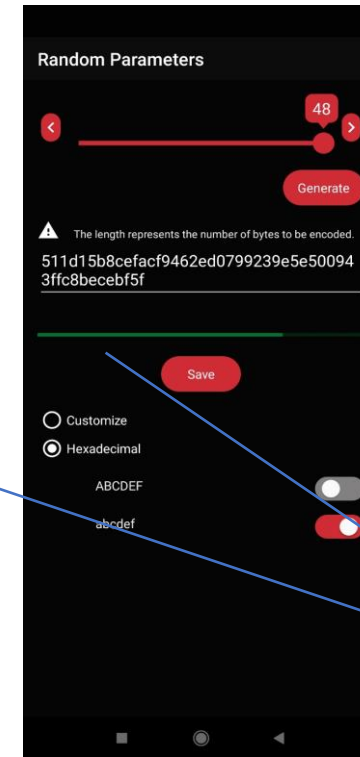 Random Parameters
48
Generate
The length represents the number of bytes to be encoded.
511d15b8cefacf9462ed0799239e5e50094
3ffc8becebf5f
Save
Customize
Hexadecimal
ABCDEF
abcdef